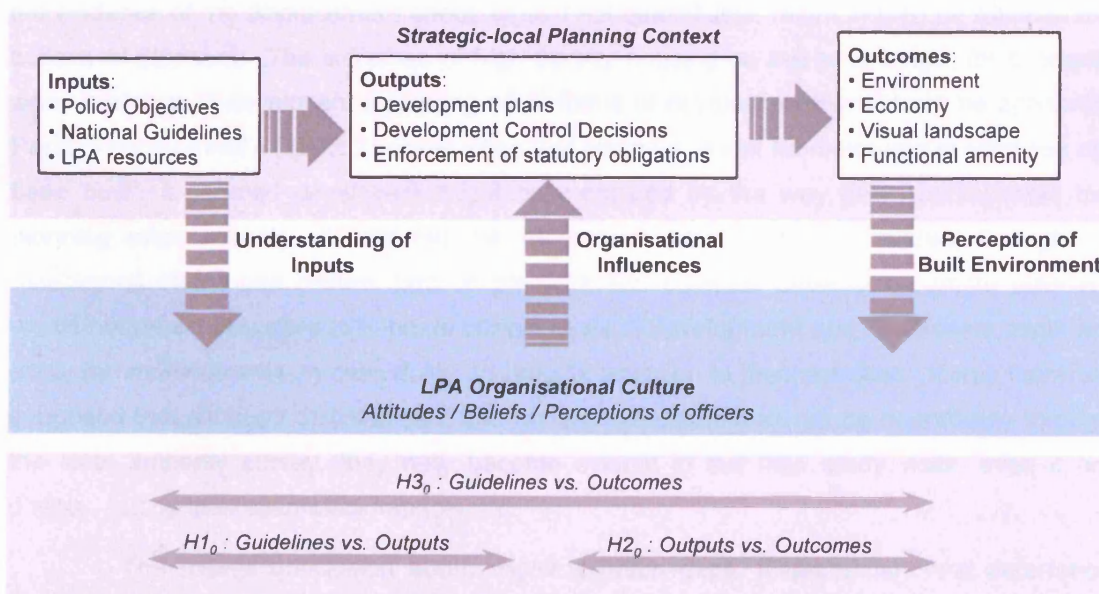 Strategic-local Planning Context
Inputs:
• Policy Objectives
• National Guidelines
• LPA resources
Outputs:
• Development plans
• Development Control Decisions
• Enforcement of statutory obligations
Outcomes:
• Environment
• Economy
• Visual landscape
• Functional amenity
Understanding of
Inputs
Organisational
Influences
Perception of
Built Environment
LPA Organisational Culture
Attitudes / Beliefs / Perceptions of officers
H3₀ : Guidelines vs. Outcomes
H1₀ : Guidelines vs. Outputs
H2₀ : Outputs vs. Outcomes